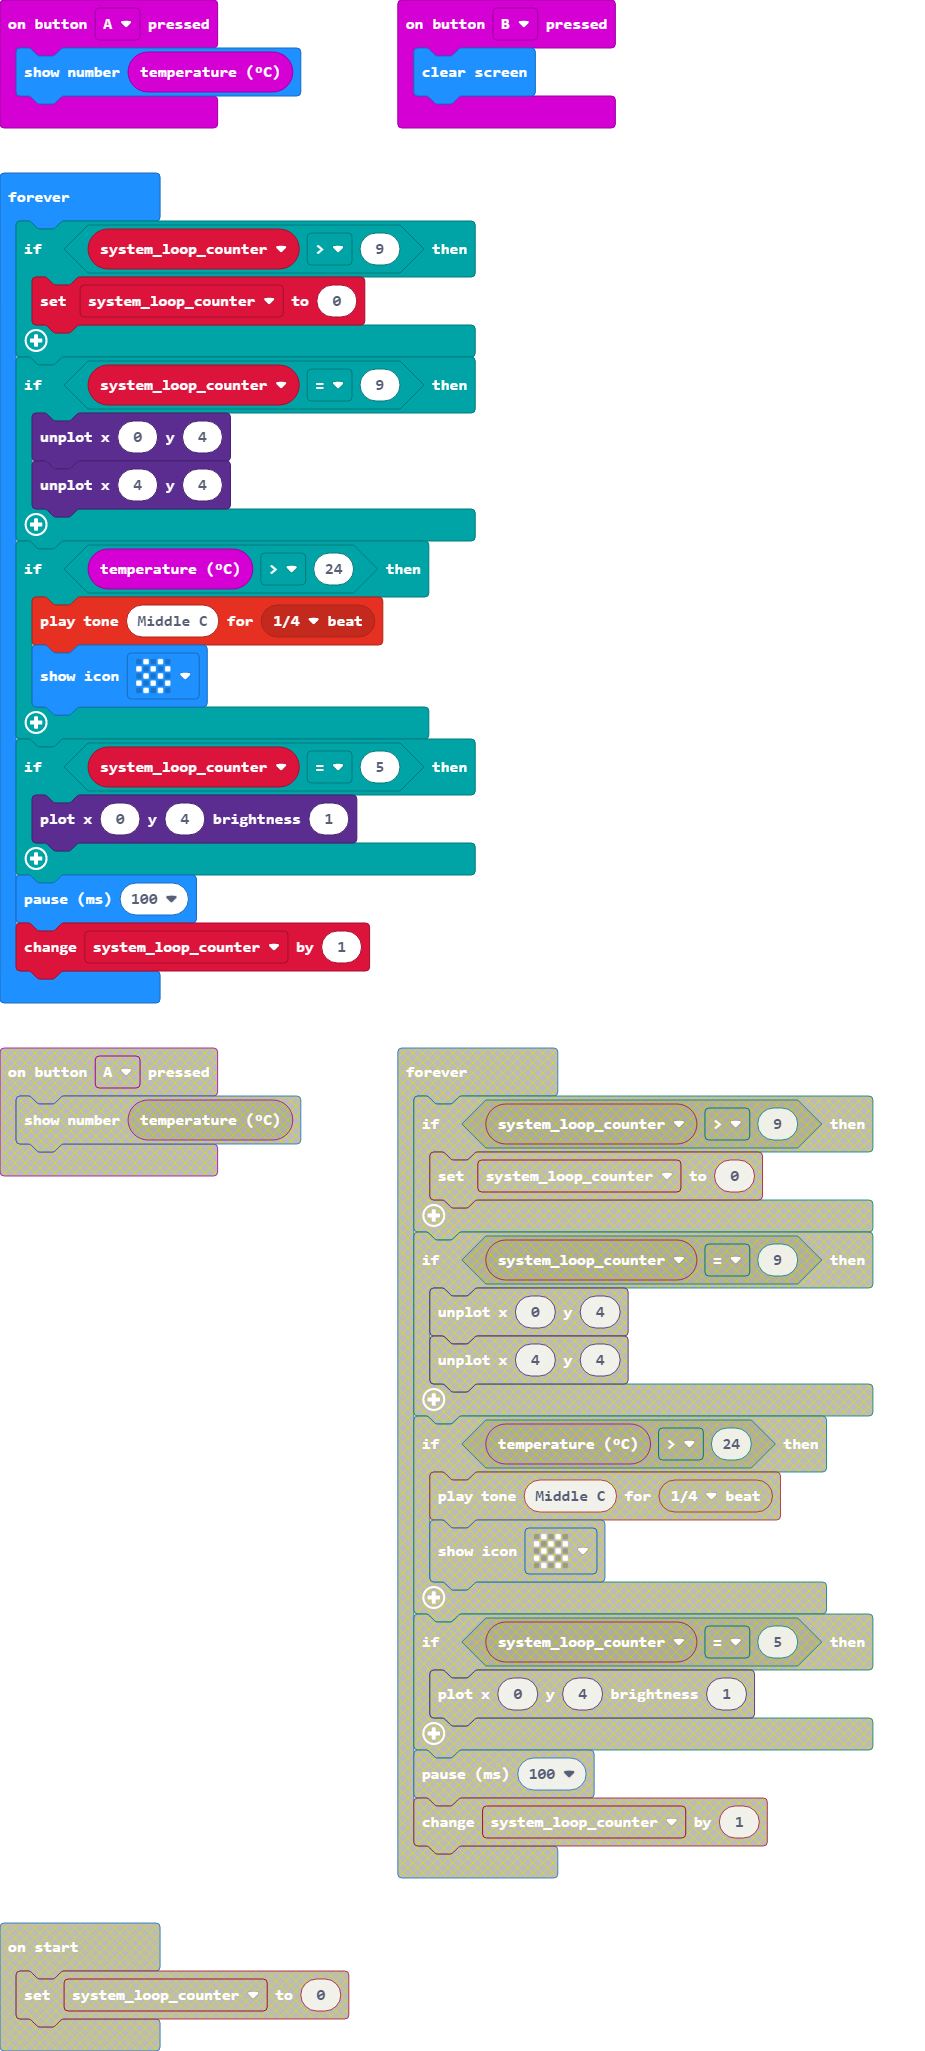 on button A pressed
show number temperature (ºC)
on button B pressed
clear screen
forever
if system_loop_counter > 9 then
set system_loop_counter to 0
if system_loop_counter = 9 then
unplot x 0 y 4
unplot x 4 y 4
if temperature (ºC) > 24 then
play tone Middle C for 1/4 beat
show icon
if system_loop_counter = 5 then
plot x 0 y 4 brightness 1
pause (ms) 100
change system_loop_counter by 1
on button A pressed
show number temperature (ºC)
forever
if system_loop_counter > 9 then
set system_loop_counter to 0
if system_loop_counter = 9 then
unplot x 0 y 4
unplot x 4 y 4
if temperature (ºC) > 24 then
play tone Middle C for 1/4 beat
show icon
if system_loop_counter = 5 then
plot x 0 y 4 brightness 1
pause (ms) 100
change system_loop_counter by 1
on start
set system_loop_counter to 0